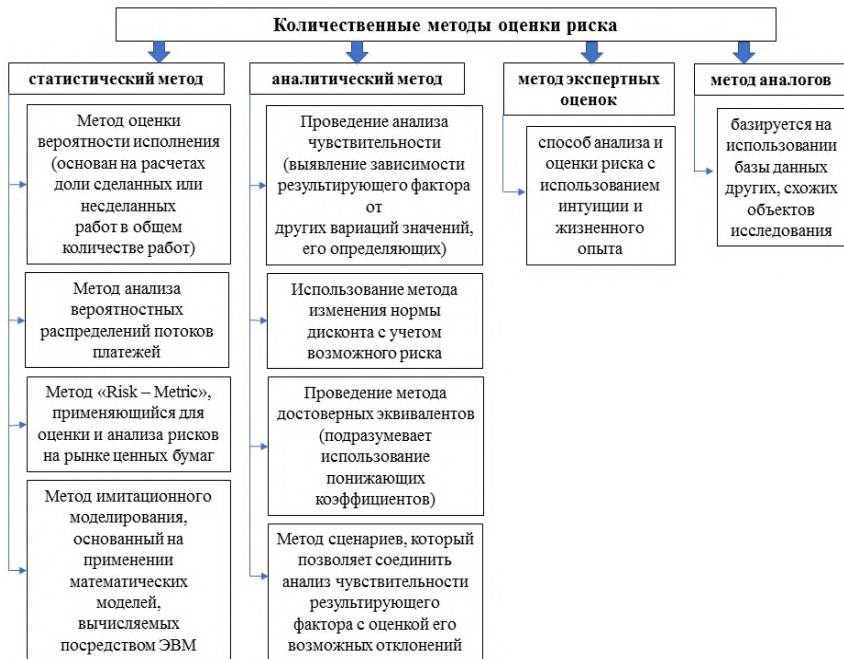 Количественные методы оценки риска
статистический метод
Метод оценки
вероятности исполнения
(основан на расчетах
доли сделанных или
несделанных
работ в общем
количестве работ)
Метод анализа
вероятностных
распределений потоков
платежей
Метод «Risk – Metric»,
применяющийся для
оценки и анализа рисков
на рынке ценных бумаг
Метод имитационного
моделирования,
основанный на
применении
математических
моделей,
вычисляемых
посредством ЭВМ
аналитический метод
Проведение анализа
чувствительности
(выявление зависимости
результирующего фактора
от
других вариаций значений,
его определяющих)
Использование метода
изменения нормы
дисконта с учетом
возможного риска
Проведение метода
достоверных эквивалентов
(подразумевает
использование
понижающих
коэффициентов)
Метод сценариев, который
позволяет соединить
анализ чувствительности
результирующего
фактора с оценкой его
возможных отклонений
метод экспертных
оценок
способ анализа и
оценки риска с
использованием
интуиции и
жизненного
опыта
метод аналогов
базируется на
использовании
базы данных
других, схожих
объектов
исследования